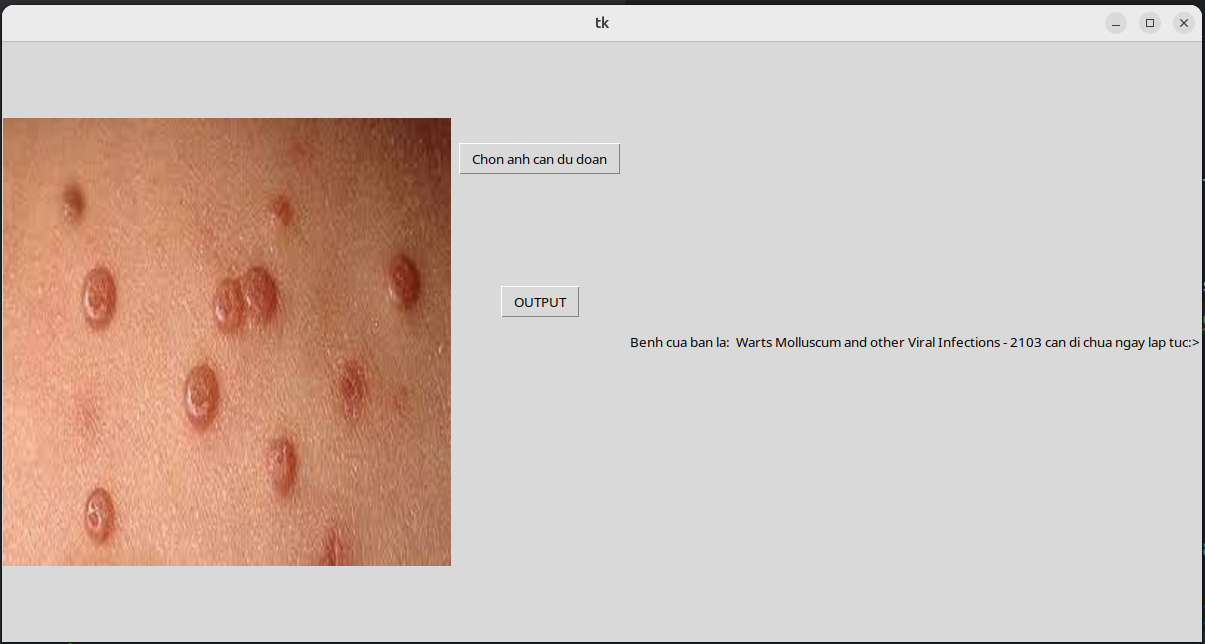 tk
Chon anh can du doan
OUTPUT
Benh cua ban la:  Warts Molluscum and other Viral Infections - 2103 can di chua ngay lap tuc:>